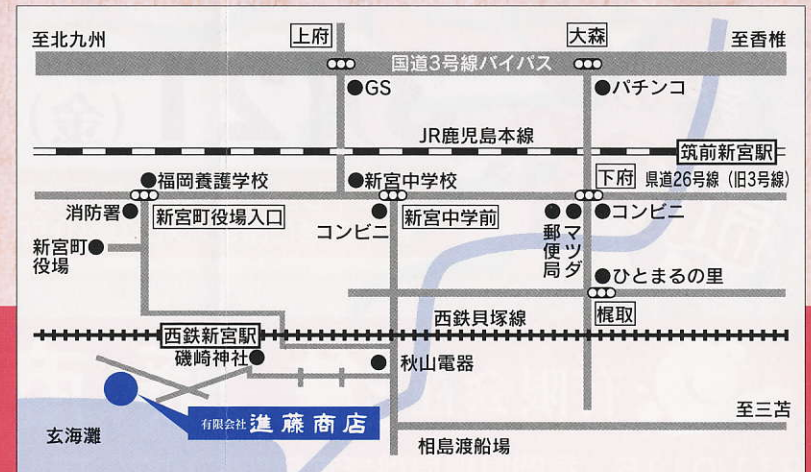 至北九州
上府
大森
至香椎
国道3号線バイパス
GS
パチンコ
JR鹿児島本線
筑前新宮駅
福岡養護学校
新宮中学校
下府
県道26号線（旧3号線）
消防署
新宮町役場入口
コンビニ
新宮中学前
郵便局
マツダ
コンビニ
新宮町
役場
ひとまるの里
梶取
西鉄貝塚線
西鉄新宮駅
磯崎神社
秋山電器
有限会社 進藤商店
至三苫
玄海灘
相島渡船場